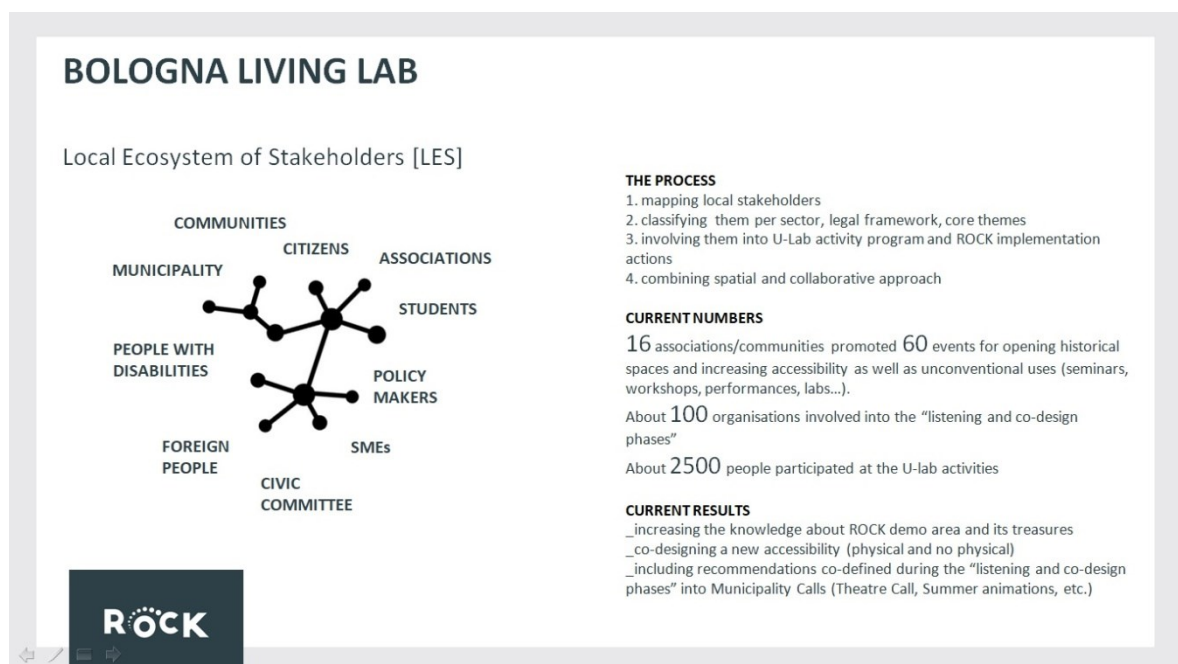 BOLOGNA LIVING LAB
Local Ecosystem of Stakeholders [LES]
COMMUNITIES
CITIZENS
ASSOCIATIONS
MUNICIPALITY
STUDENTS
PEOPLE WITH
DISABILITIES
POLICY
MAKERS
FOREIGN
PEOPLE
SMEs
CIVIC
COMMITTEE
THE PROCESS
1. mapping local stakeholders
2. classifying them per sector, legal framework, core themes
3. involving them into U-Lab activity program and ROCK implementation
actions
4. combining spatial and collaborative approach
CURRENT NUMBERS
16 associations/communities promoted 60 events for opening historical
spaces and increasing accessibility as well as unconventional uses (seminars,
workshops, performances, labs...).
About 100 organisations involved into the “listening and co-design
phases”
About 2500 people participated at the U-lab activities
CURRENT RESULTS
_increasing the knowledge about ROCK demo area and its treasures
_co-designing a new accessibility (physical and no physical)
_including recommendations co-defined during the “listening and co-design
phases” into Municipality Calls (Theatre Call, Summer animations, etc.)
ROCK